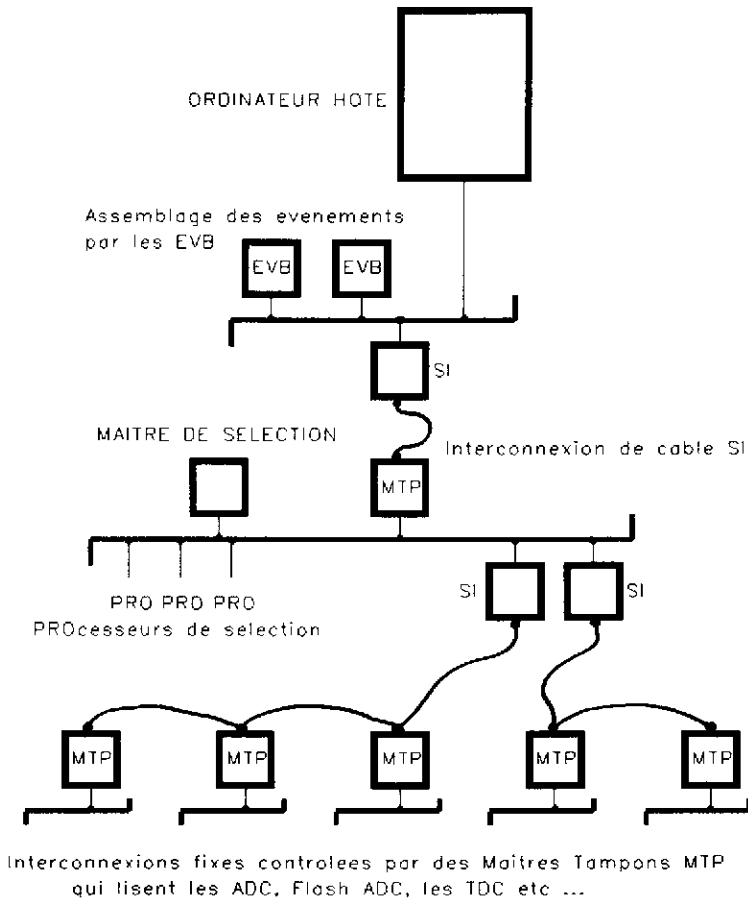 ORDINATEUR HOTE
Assemblage des evenements
par les EVB
EVB EVB
SI
MAITRE DE SELECTION
Interconnexion de cable SI
MTP
SI SI
PRO PRO PRO
PROcesseurs de selection
MTP MTP MTP MTP MTP
Interconnexions fixes controlees par des Maitres Tampons MTP
qui lisent les ADC, Flash ADC, les TDC etc ...